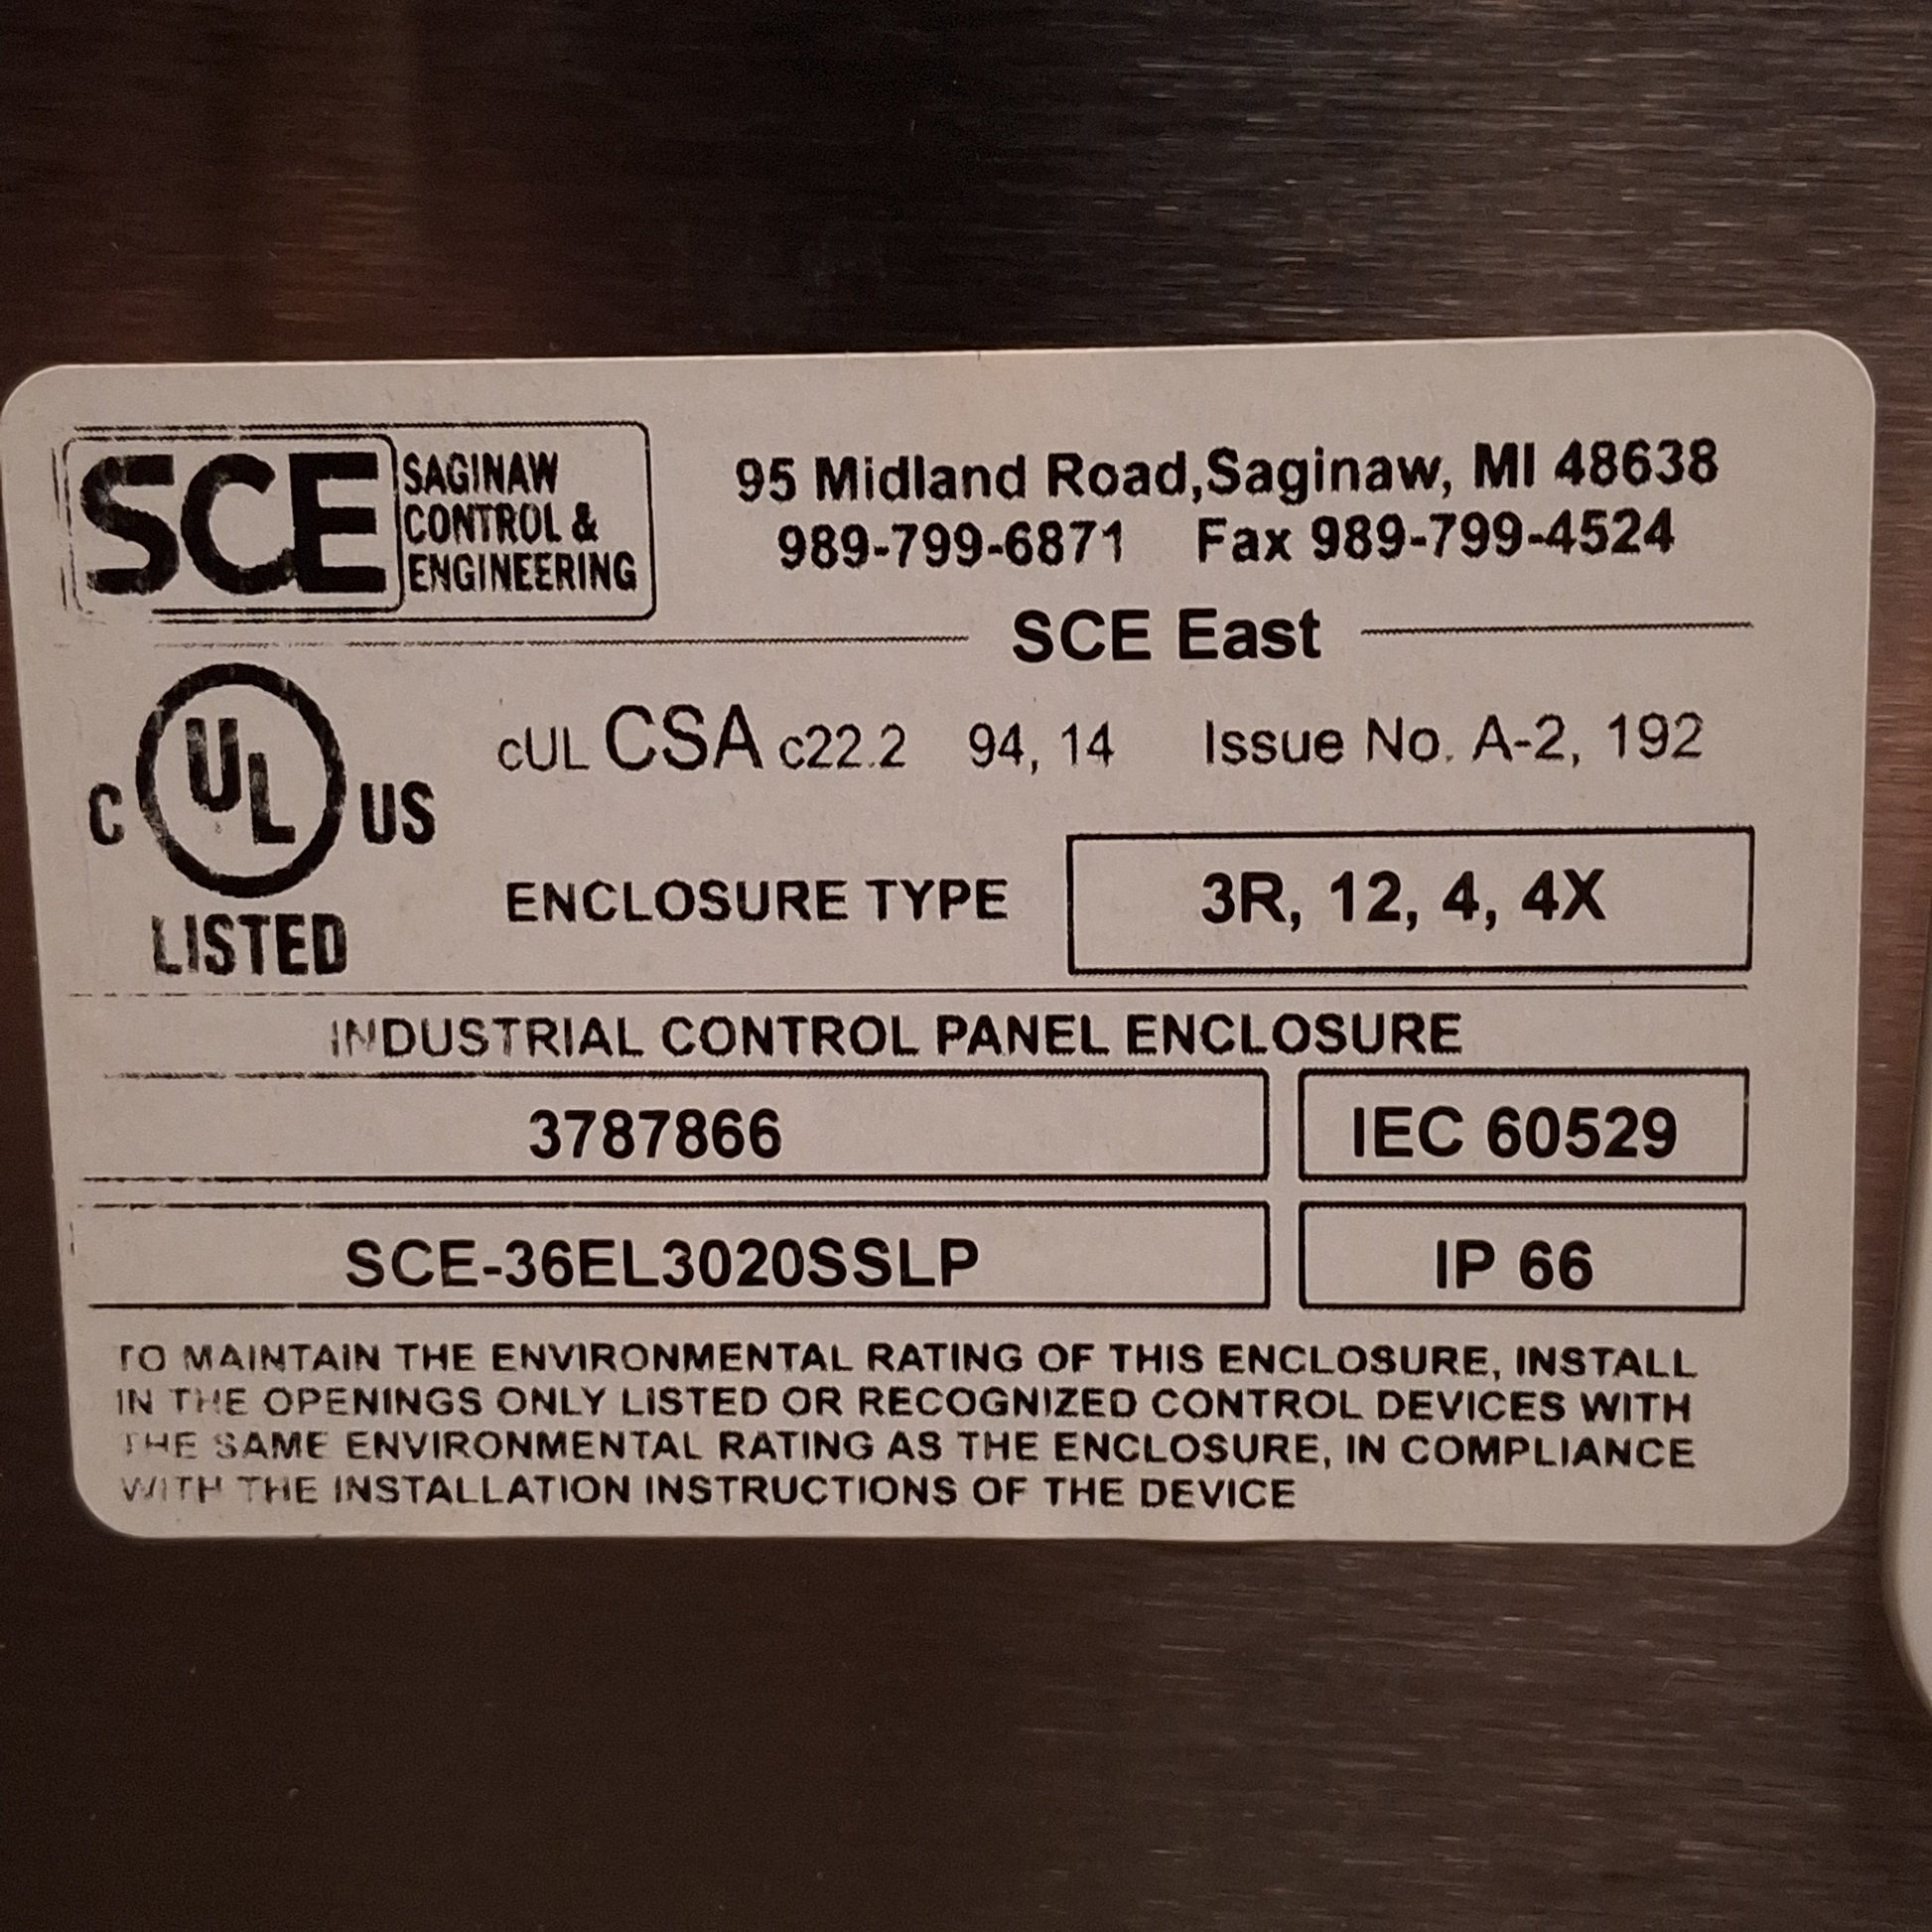 SCE SAGINAW
CONTROL &
ENGINEERING
95 Midland Road,Saginaw, MI 48638
989-799-6871 Fax 989-799-4524
SCE East
C UL US
LISTED
cUL CSA c22.2 94, 14 Issue No. A-2, 192
ENCLOSURE TYPE 3R, 12, 4, 4X
INDUSTRIAL CONTROL PANEL ENCLOSURE
3787866 IEC 60529
SCE-36EL3020SSLP IP 66
TO MAINTAIN THE ENVIRONMENTAL RATING OF THIS ENCLOSURE, INSTALL
IN THE OPENINGS ONLY LISTED OR RECOGNIZED CONTROL DEVICES WITH
THE SAME ENVIRONMENTAL RATING AS THE ENCLOSURE, IN COMPLIANCE
WITH THE INSTALLATION INSTRUCTIONS OF THE DEVICE